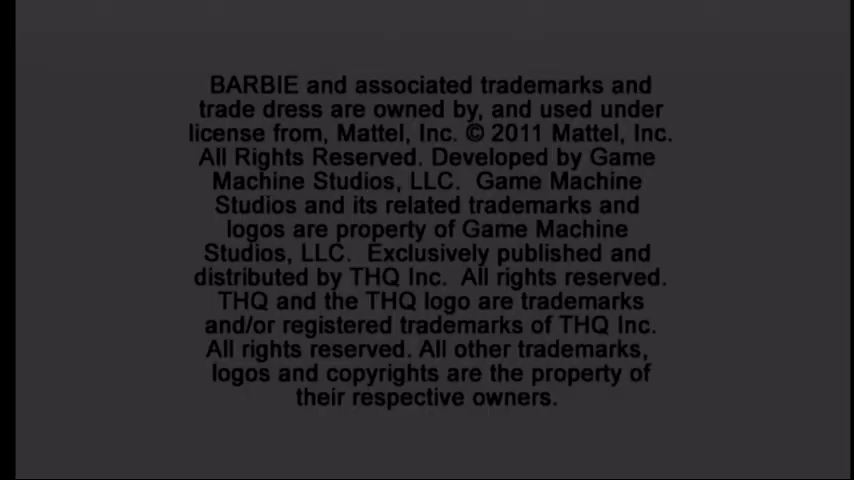 BARBIE and associated trademarks and
trade dress are owned by, and used under
license from, Mattel, Inc. © 2011 Mattel, Inc.
All Rights Reserved. Developed by Game
Machine Studios, LLC.  Game Machine
Studios and its related trademarks and
logos are property of Game Machine
Studios, LLC.  Exclusively published and
distributed by THQ Inc.  All rights reserved.
THQ and the THQ logo are trademarks
and/or registered trademarks of THQ Inc.
All rights reserved. All other trademarks,
logos and copyrights are the property of
their respective owners.